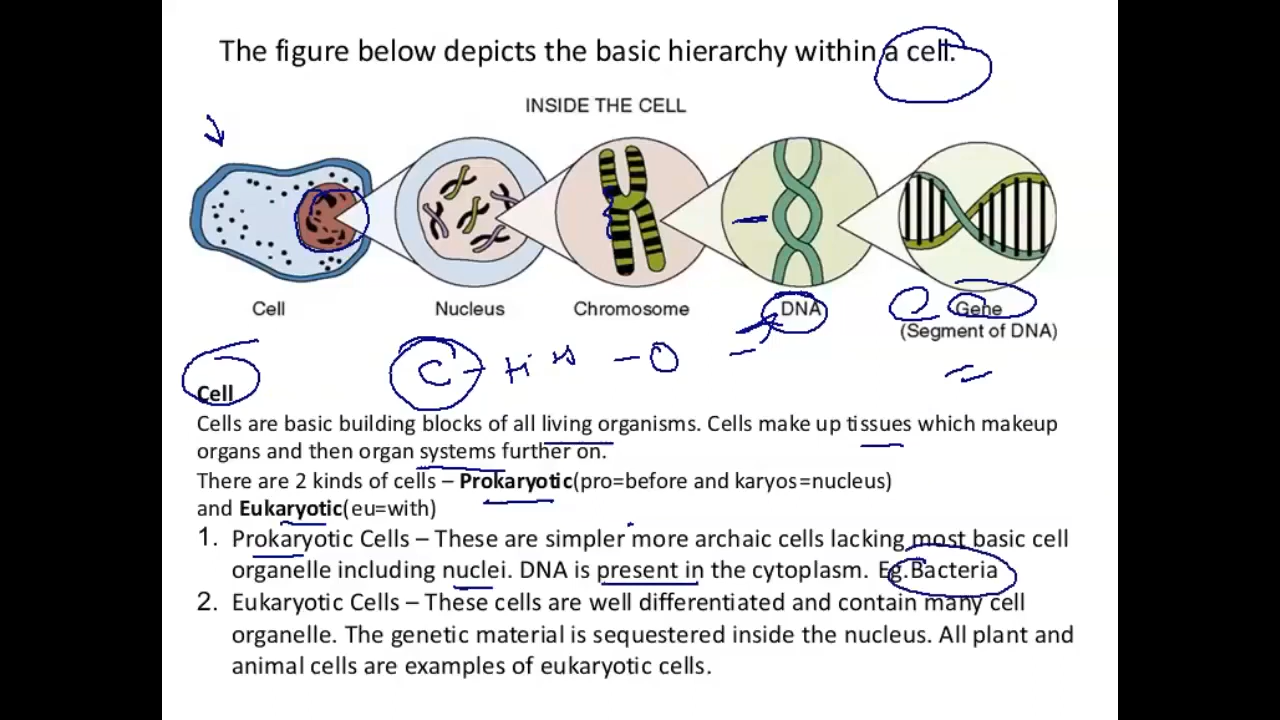 The figure below depicts the basic hierarchy within a cell.
INSIDE THE CELL
Cell Nucleus Chromosome DNA Gene
(Segment of DNA)
C - O
Cell
Cells are basic building blocks of all living organisms. Cells make up tissues which makeup
organs and then organ systems further on.
There are 2 kinds of cells – Prokaryotic(pro=before and karyos=nucleus)
and Eukaryotic(eu=with)
1. Prokaryotic Cells – These are simpler more archaic cells lacking most basic cell
organelle including nuclei. DNA is present in the cytoplasm. Eg.Bacteria
2. Eukaryotic Cells – These cells are well differentiated and contain many cell
organelle. The genetic material is sequestered inside the nucleus. All plant and
animal cells are examples of eukaryotic cells.